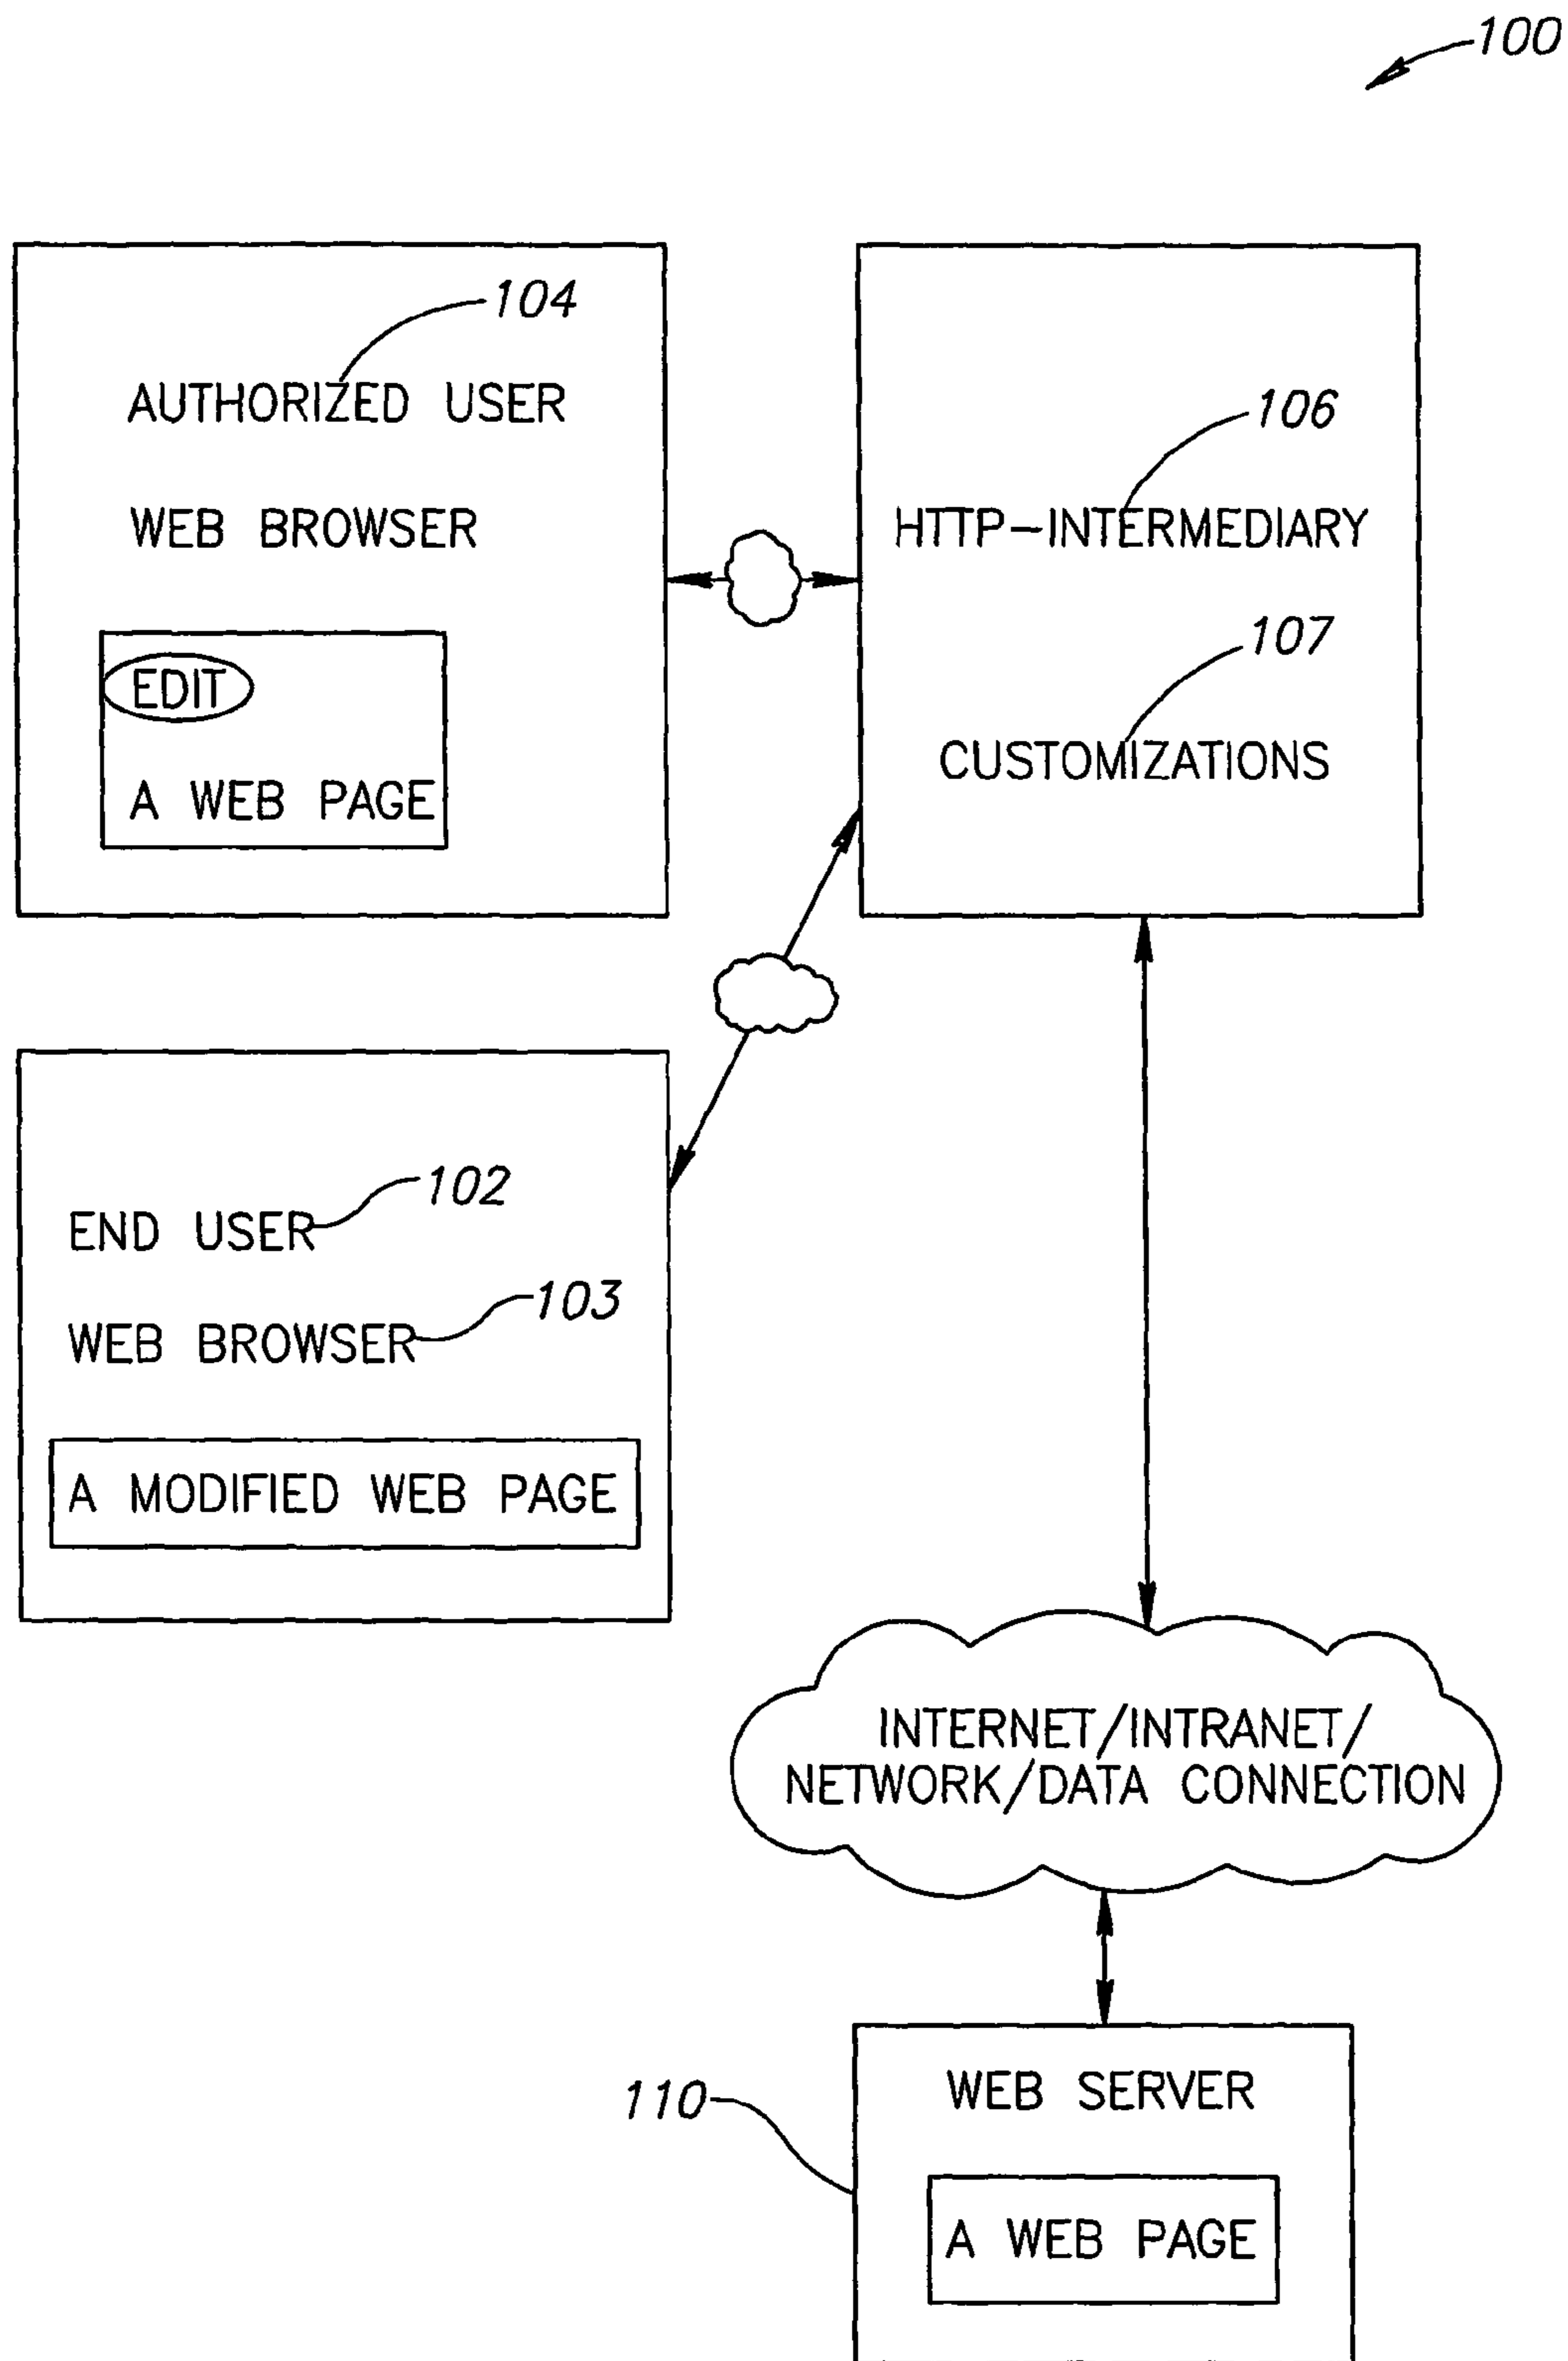 100
104
AUTHORIZED USER
WEB BROWSER
EDIT
A WEB PAGE
106
HTTP-INTERMEDIARY
107
CUSTOMIZATIONS
102
END USER
103
WEB BROWSER
A MODIFIED WEB PAGE
INTERNET/INTRANET/
NETWORK/DATA CONNECTION
110
WEB SERVER
A WEB PAGE